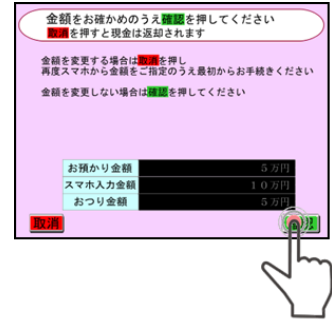 金額をお確かめのうえ確認を押してください
取消を押すと現金は返却されます
金額を変更する場合は取消を押し
再度スマホから金額をご指定のうえ最初からお手続きください
金額を変更しない場合は確認を押してください
お預かり金額 5万円
スマホ入力金額 10万円
おつり金額 5万円
取消